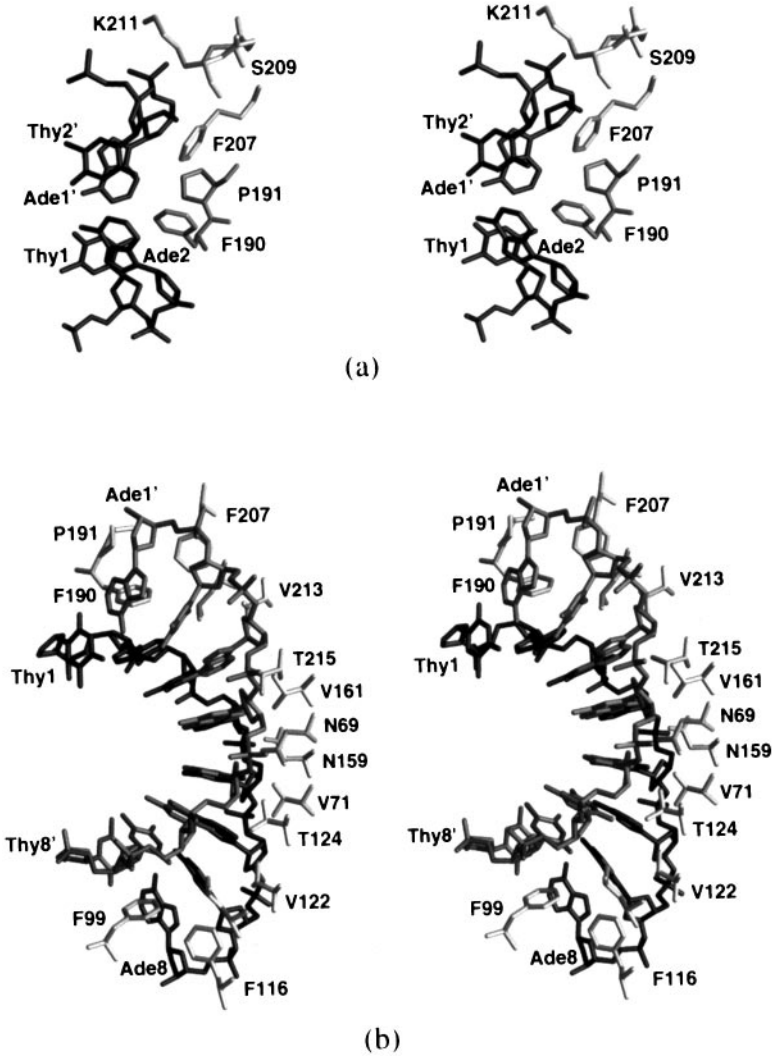 K211
S209
Thy2'
F207
Ade1'
P191
Thy1
Ade2
F190
K211
S209
Thy2'
F207
Ade1'
P191
Thy1
Ade2
F190
(a)
Ade1'
F207
P191
F190
V213
Thy1
T215
V161
N69
N159
V71
Thy8'
T124
V122
F99
Ade8
F116
Ade1'
F207
P191
F190
V213
Thy1
T215
V161
N69
N159
V71
Thy8'
T124
V122
F99
Ade8
F116
(b)